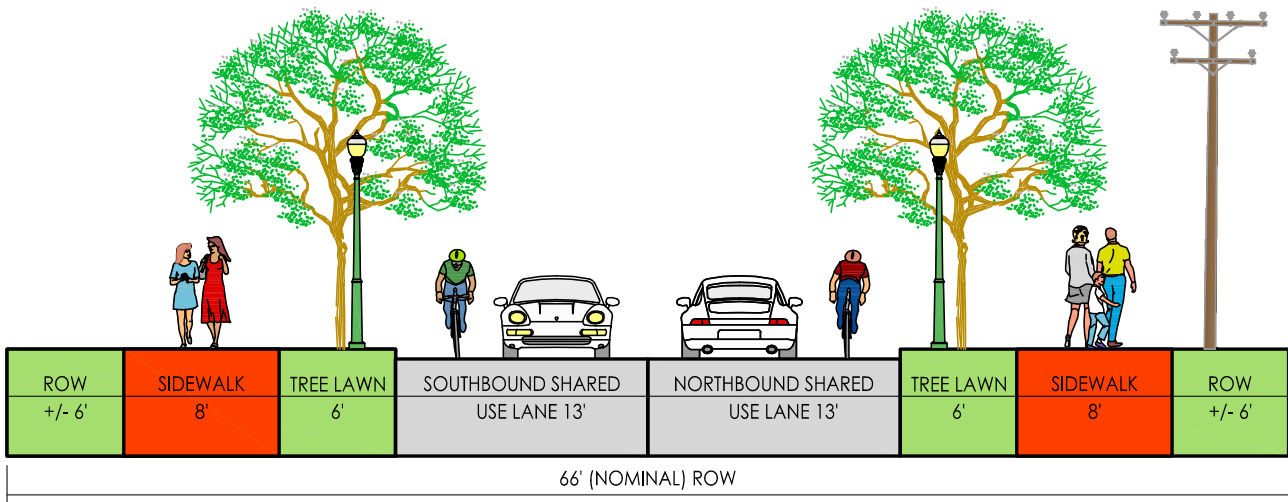 ROW
+/- 6'
SIDEWALK
8'
TREE LAWN
6'
SOUTHBOUND SHARED
USE LANE 13'
NORTHBOUND SHARED
USE LANE 13'
TREE LAWN
6'
SIDEWALK
8'
ROW
+/- 6'
66' (NOMINAL) ROW